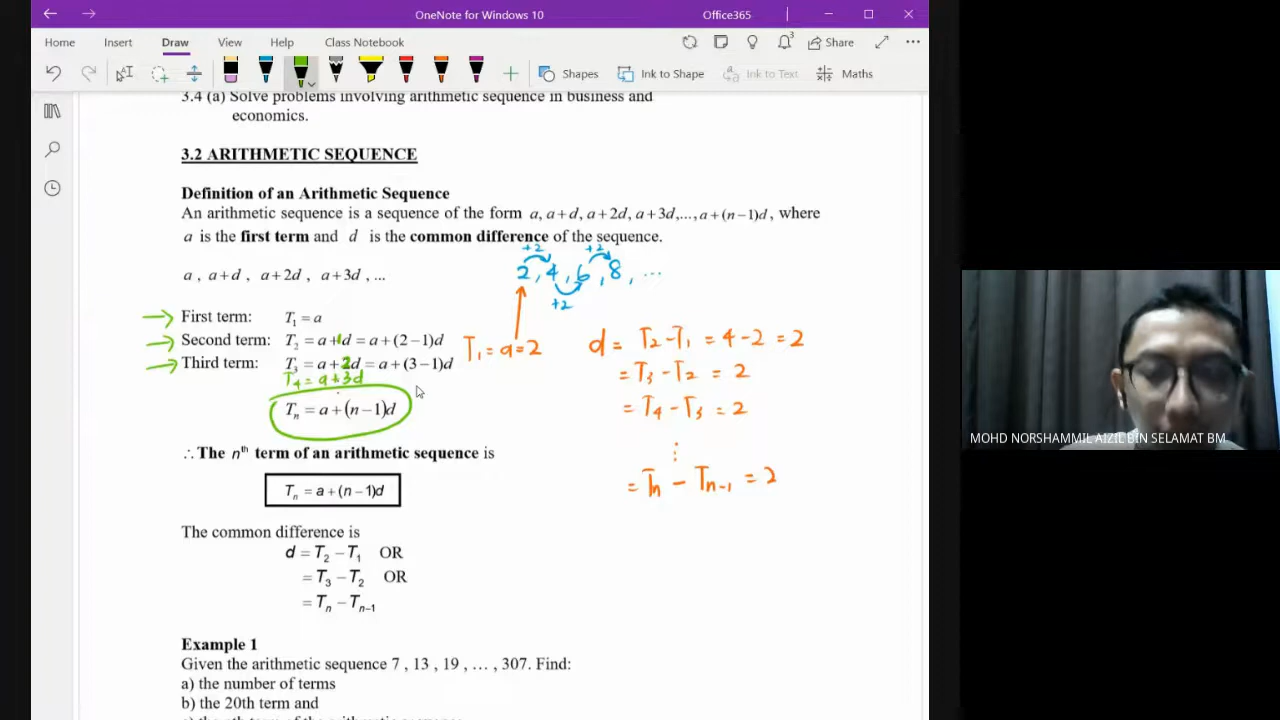 OneNote for Windows 10
Office365
Home Insert Draw View Help Class Notebook
3 Share
Shapes Ink to Shape Ink to Text Maths
3.4 (a) Solve problems involving arithmetic sequence in business and
economics.
3.2 ARITHMETIC SEQUENCE
Definition of an Arithmetic Sequence
An arithmetic sequence is a sequence of the form a, a+d, a+2d, a+3d,..., a+(n−1)d, where
a is the first term and d is the common difference of the sequence.
+2 +2
2, 4, 6, 8, ...
+2
a , a+d , a+2d , a+3d , ...
First term: T₁ = a
Second term: T₂ = a+1d = a+(2−1)d
Third term: T₃ = a+2d = a+(3−1)d
T₄ = a+3d
Tₙ = a+(n−1)d
T₁ = a = 2
d = T₂−T₁ = 4−2 = 2
= T₃−T₂ = 2
= T₄−T₃ = 2
⋮
= Tₙ − Tₙ₋₁ = 2
∴ The nᵗʰ term of an arithmetic sequence is
Tₙ = a+(n−1)d
The common difference is
d = T₂ −T₁ OR
= T₃ −T₂ OR
= Tₙ −Tₙ₋₁
Example 1
Given the arithmetic sequence 7 , 13 , 19 , ... , 307. Find:
a) the number of terms
b) the 20th term and
MOHD NORSHAMMIL AIZIL BIN SELAMAT BM